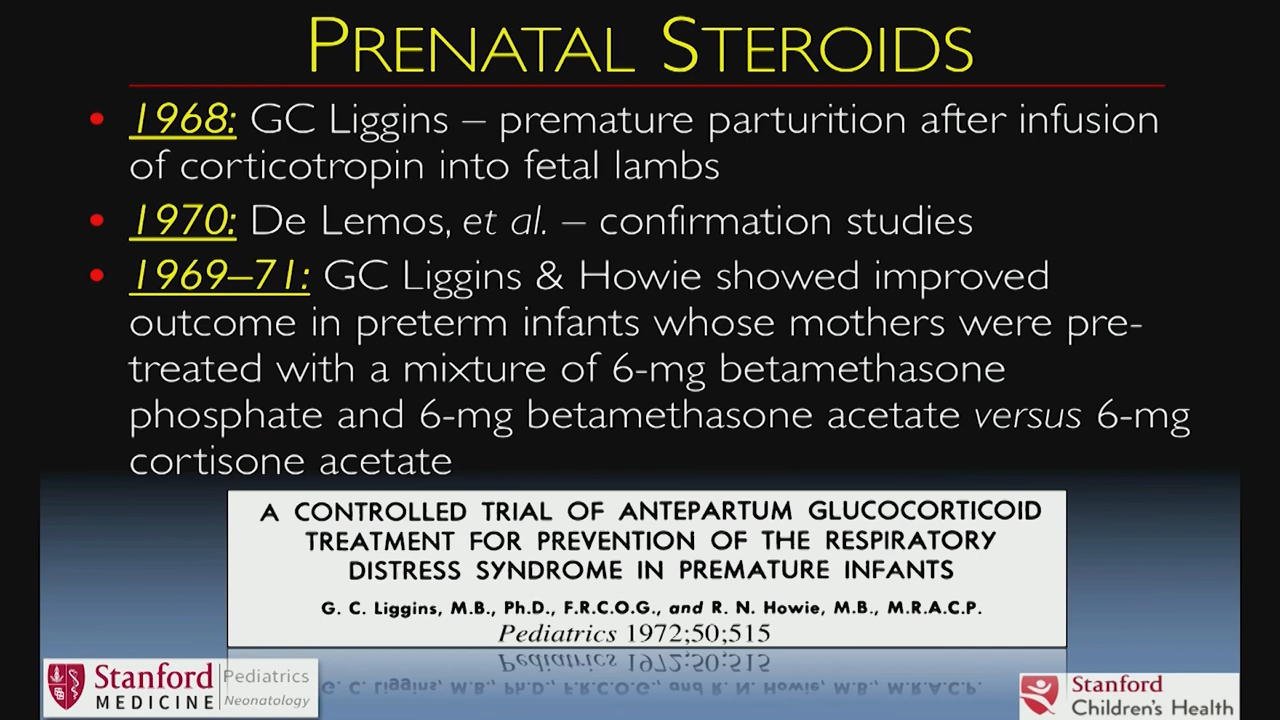 PRENATAL STEROIDS
• 1968: GC Liggins – premature parturition after infusion
of corticotropin into fetal lambs
• 1970: De Lemos, et al. – confirmation studies
• 1969–71: GC Liggins & Howie showed improved
outcome in preterm infants whose mothers were pre-
treated with a mixture of 6-mg betamethasone
phosphate and 6-mg betamethasone acetate versus 6-mg
cortisone acetate
A CONTROLLED TRIAL OF ANTEPARTUM GLUCOCORTICOID
TREATMENT FOR PREVENTION OF THE RESPIRATORY
DISTRESS SYNDROME IN PREMATURE INFANTS
G. C. Liggins, M.B., Ph.D., F.R.C.O.G., and R. N. Howie, M.B., M.R.A.C.P.
Pediatrics 1972;50;515
Stanford
MEDICINE
Pediatrics
Neonatology
Stanford
Children's Health